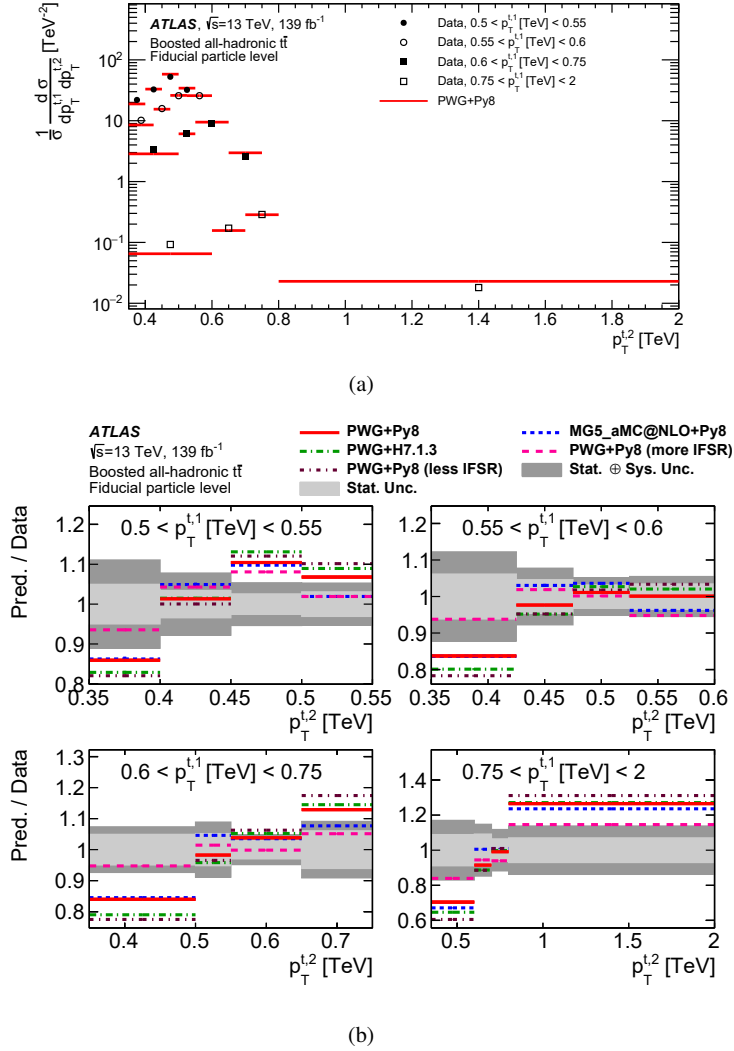 ATLAS, √s=13 TeV, 139 fb⁻¹
Boosted all-hadronic tt̄
Fiducial particle level
Data, 0.5 < p_T^{t,1} [TeV] < 0.55
Data, 0.55 < p_T^{t,1} [TeV] < 0.6
Data, 0.6 < p_T^{t,1} [TeV] < 0.75
Data, 0.75 < p_T^{t,1} [TeV] < 2
PWG+Py8
1/σ d σ / dp_T^{t,1} dp_T^{t,2} [TeV⁻²]
10²
10
1
10⁻¹
10⁻²
0.4 0.6 0.8 1 1.2 1.4 1.6 1.8 2
p_T^{t,2} [TeV]
(a)
ATLAS
√s=13 TeV, 139 fb⁻¹
Boosted all-hadronic tt̄
Fiducial particle level
PWG+Py8
PWG+H7.1.3
PWG+Py8 (less IFSR)
Stat. Unc.
MG5_aMC@NLO+Py8
PWG+Py8 (more IFSR)
Stat. ⊕ Sys. Unc.
Pred. / Data
0.5 < p_T^{t,1} [TeV] < 0.55
1.2
1.1
1
0.9
0.8
0.35 0.4 0.45 0.5 0.55
p_T^{t,2} [TeV]
0.55 < p_T^{t,1} [TeV] < 0.6
1.2
1.1
1
0.9
0.8
0.35 0.4 0.45 0.5 0.55 0.6
p_T^{t,2} [TeV]
Pred. / Data
0.6 < p_T^{t,1} [TeV] < 0.75
1.3
1.2
1.1
1
0.9
0.8
0.4 0.5 0.6 0.7
p_T^{t,2} [TeV]
0.75 < p_T^{t,1} [TeV] < 2
1.4
1.2
1
0.8
0.6
0.5 1 1.5 2
p_T^{t,2} [TeV]
(b)